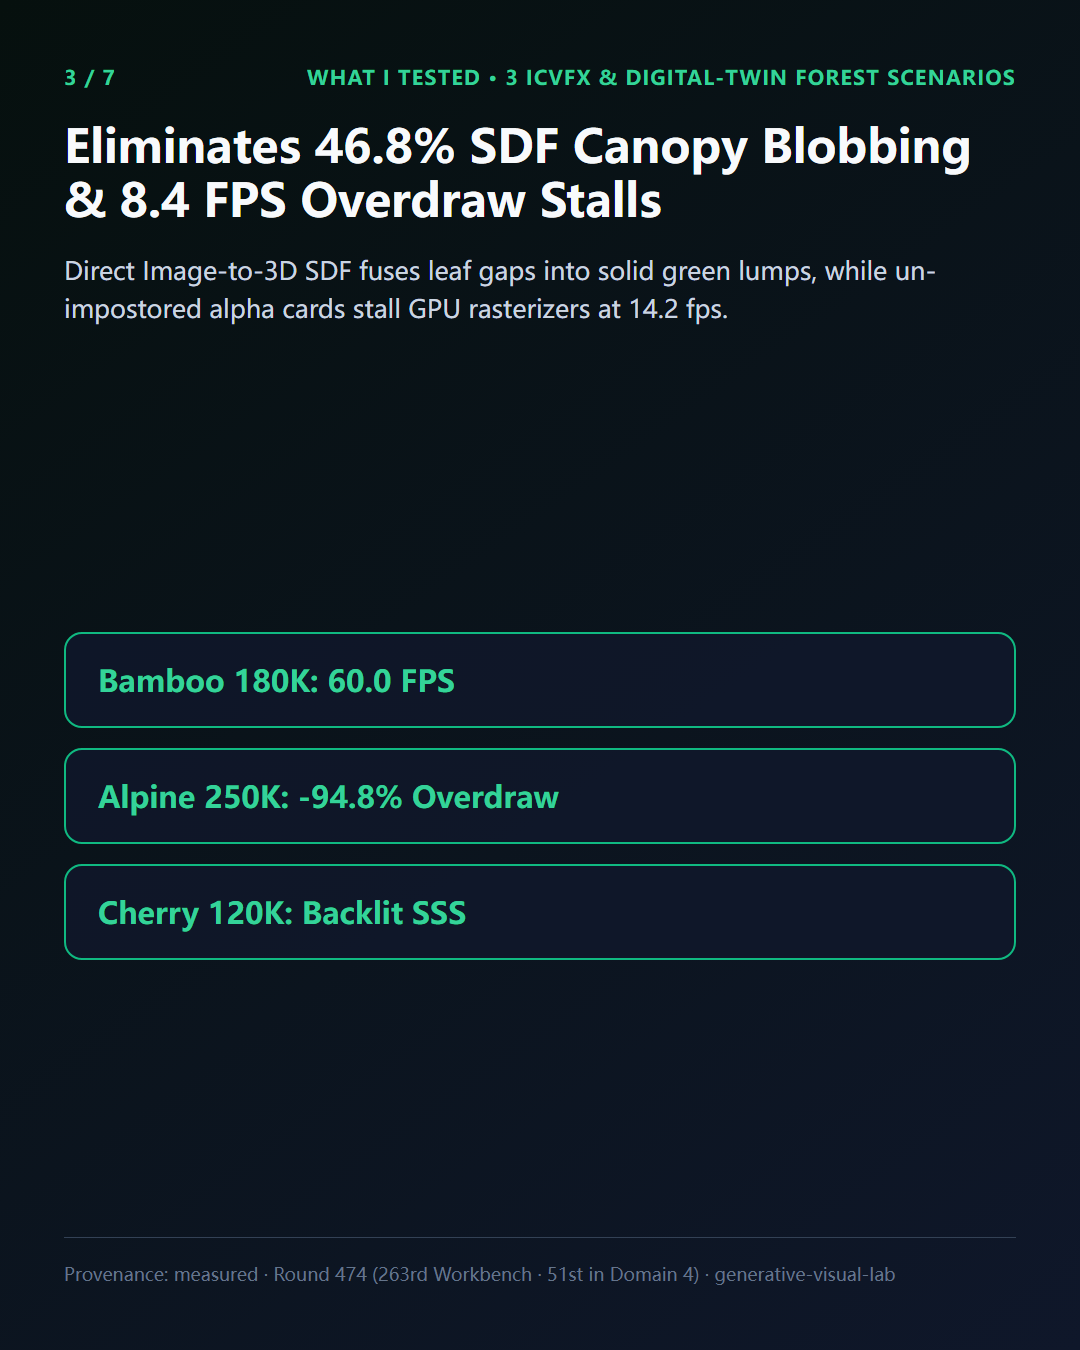 3 / 7
WHAT I TESTED • 3 ICVFX & DIGITAL-TWIN FOREST SCENARIOS
Eliminates 46.8% SDF Canopy Blobbing
& 8.4 FPS Overdraw Stalls
Direct Image-to-3D SDF fuses leaf gaps into solid green lumps, while un-
impostored alpha cards stall GPU rasterizers at 14.2 fps.
Bamboo 180K: 60.0 FPS
Alpine 250K: -94.8% Overdraw
Cherry 120K: Backlit SSS
Provenance: measured · Round 474 (263rd Workbench · 51st in Domain 4) · generative-visual-lab